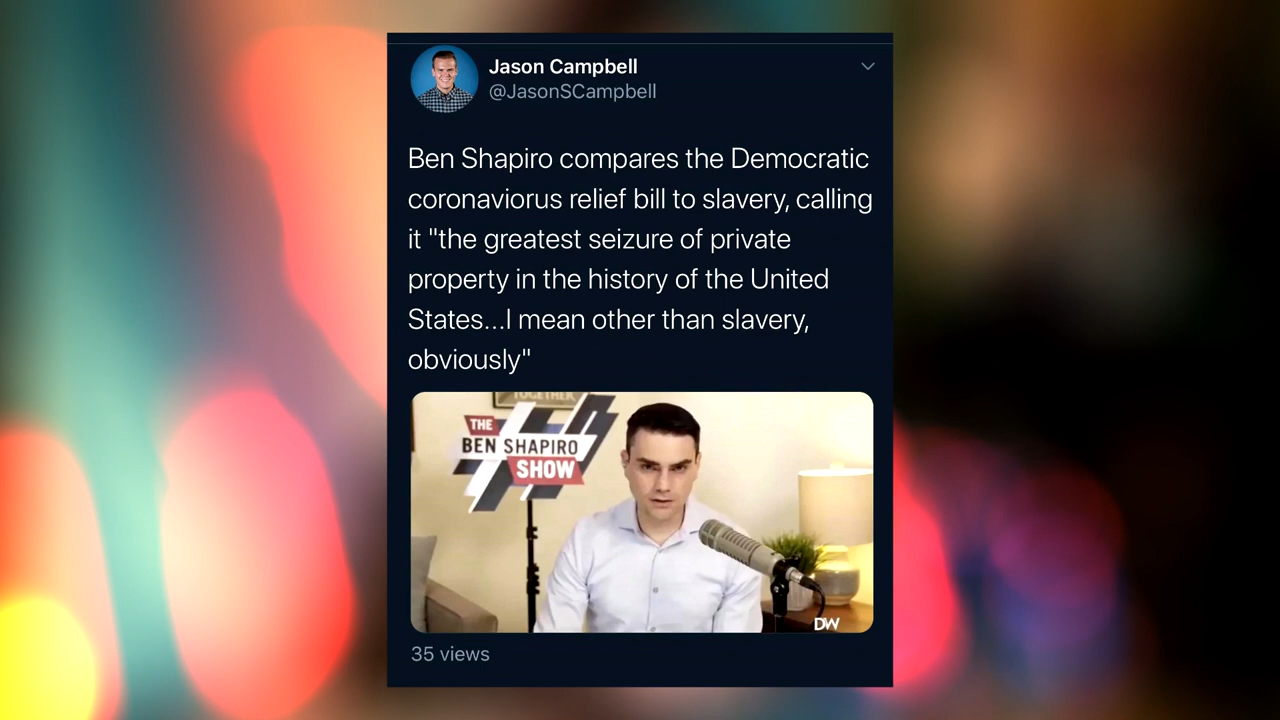 Jason Campbell
@JasonSCampbell
Ben Shapiro compares the Democratic
coronaviorus relief bill to slavery, calling
it "the greatest seizure of private
property in the history of the United
States...I mean other than slavery,
obviously"
TOGETHER
THE
BEN SHAPIRO
SHOW
DW
35 views